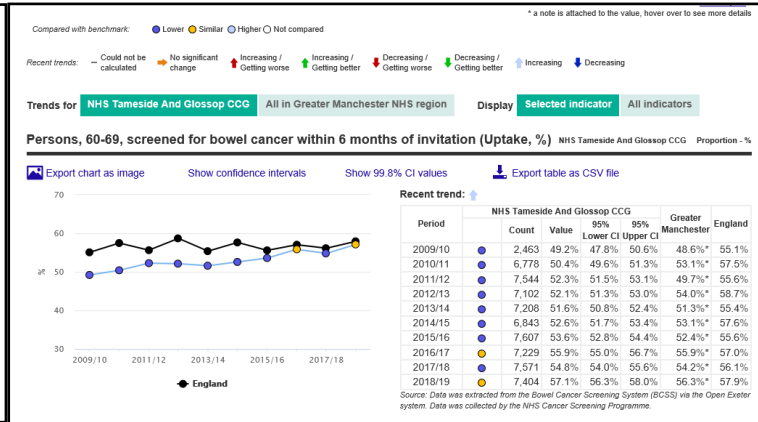 * a note is attached to the value, hover over to see more details
Compared with benchmark: Lower Similar Higher Not compared
Recent trends: Could not be calculated No significant change Increasing / Getting worse Increasing / Getting better Decreasing / Getting worse Decreasing / Getting better Increasing Decreasing
Trends for NHS Tameside And Glossop CCG All in Greater Manchester NHS region Display Selected indicator All indicators
Persons, 60-69, screened for bowel cancer within 6 months of invitation (Uptake, %) NHS Tameside And Glossop CCG Proportion - %
Export chart as image Show confidence intervals Show 99.8% CI values Export table as CSV file
70
60
50
40
30
%
2009/10 2011/12 2013/14 2015/16 2017/18
England
Recent trend:
NHS Tameside And Glossop CCG
Period Count Value 95% Lower CI 95% Upper CI Greater Manchester England
2009/10 2,463 49.2% 47.8% 50.6% 48.6%* 55.1%
2010/11 6,778 50.4% 49.6% 51.3% 53.1%* 57.5%
2011/12 7,544 52.3% 51.5% 53.1% 49.7%* 55.6%
2012/13 7,102 52.1% 51.3% 53.0% 54.0%* 58.7%
2013/14 7,208 51.6% 50.8% 52.4% 51.3%* 55.4%
2014/15 6,843 52.6% 51.7% 53.4% 53.1%* 57.6%
2015/16 7,607 53.6% 52.8% 54.4% 52.4%* 55.6%
2016/17 7,229 55.9% 55.0% 56.7% 55.9%* 57.0%
2017/18 7,571 54.8% 54.0% 55.6% 54.2%* 56.1%
2018/19 7,404 57.1% 56.3% 58.0% 56.3%* 57.9%
Source: Data was extracted from the Bowel Cancer Screening System (BCSS) via the Open Exeter
system. Data was collected by the NHS Cancer Screening Programme.